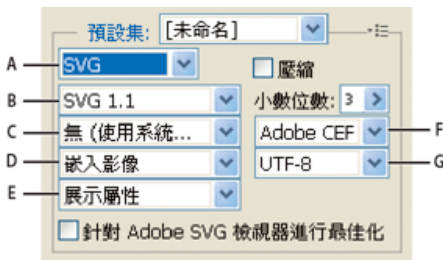 預設集: [未命名]
A SVG 壓縮
B SVG 1.1 小數位數: 3
C 無 (使用系統... Adobe CEF F
D 嵌入影像 UTF-8 G
E 展示屬性
針對 Adobe SVG 檢視器進行最佳化